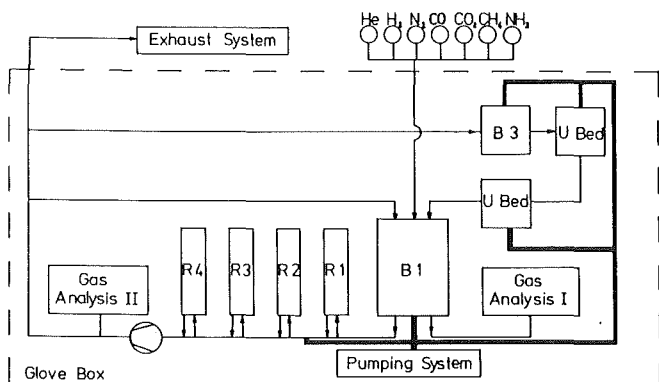 He H₂ N₂ CO CO₂ CH₄ NH₃
Exhaust System
B 3
U Bed
U Bed
R4
R3
R2
R1
B 1
Gas
Analysis II
Gas
Analysis I
Pumping System
Glove Box